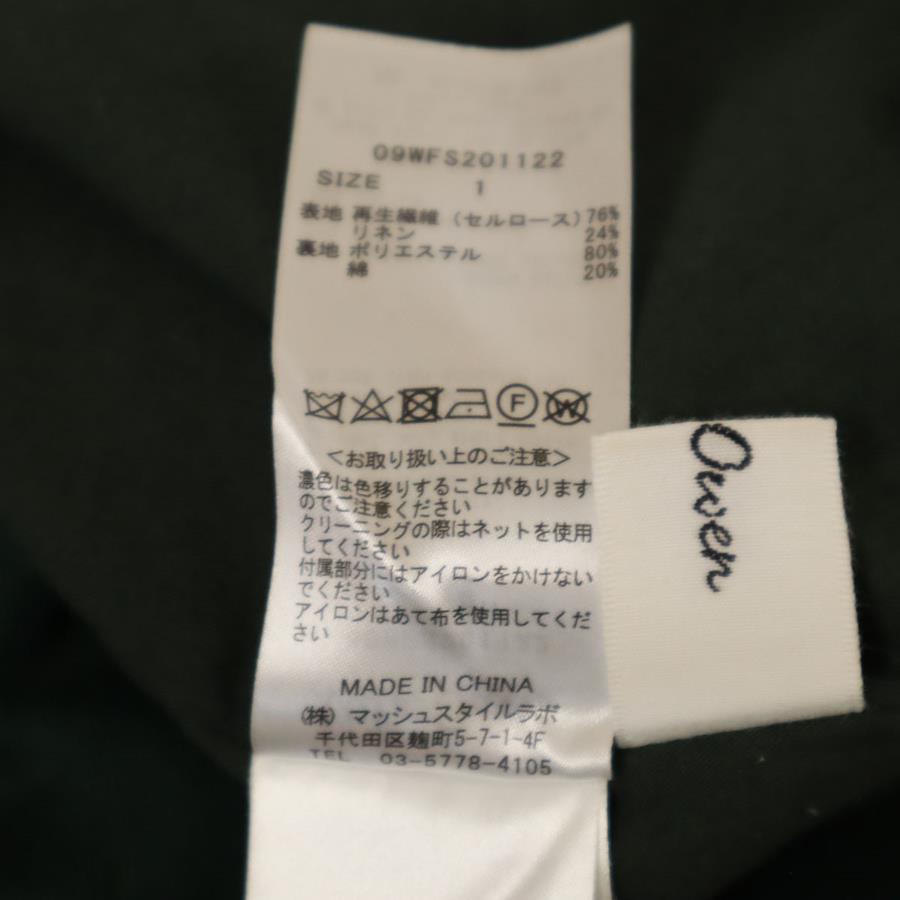 09WFS201122
SIZE 1
表地 再生繊維（セルロース）76%
リネン 24%
裏地 ポリエステル 80%
綿 20%
F W
＜お取り扱い上のご注意＞
濃色は色移りすることがあります
のでご注意ください
クリーニングの際はネットを使用
してください
付属部分にはアイロンをかけない
でください
アイロンはあて布を使用してくだ
さい
MADE IN CHINA
㈱ マッシュスタイルラボ
千代田区麹町5-7-1-4F
TEL 03-5778-4105
Owen